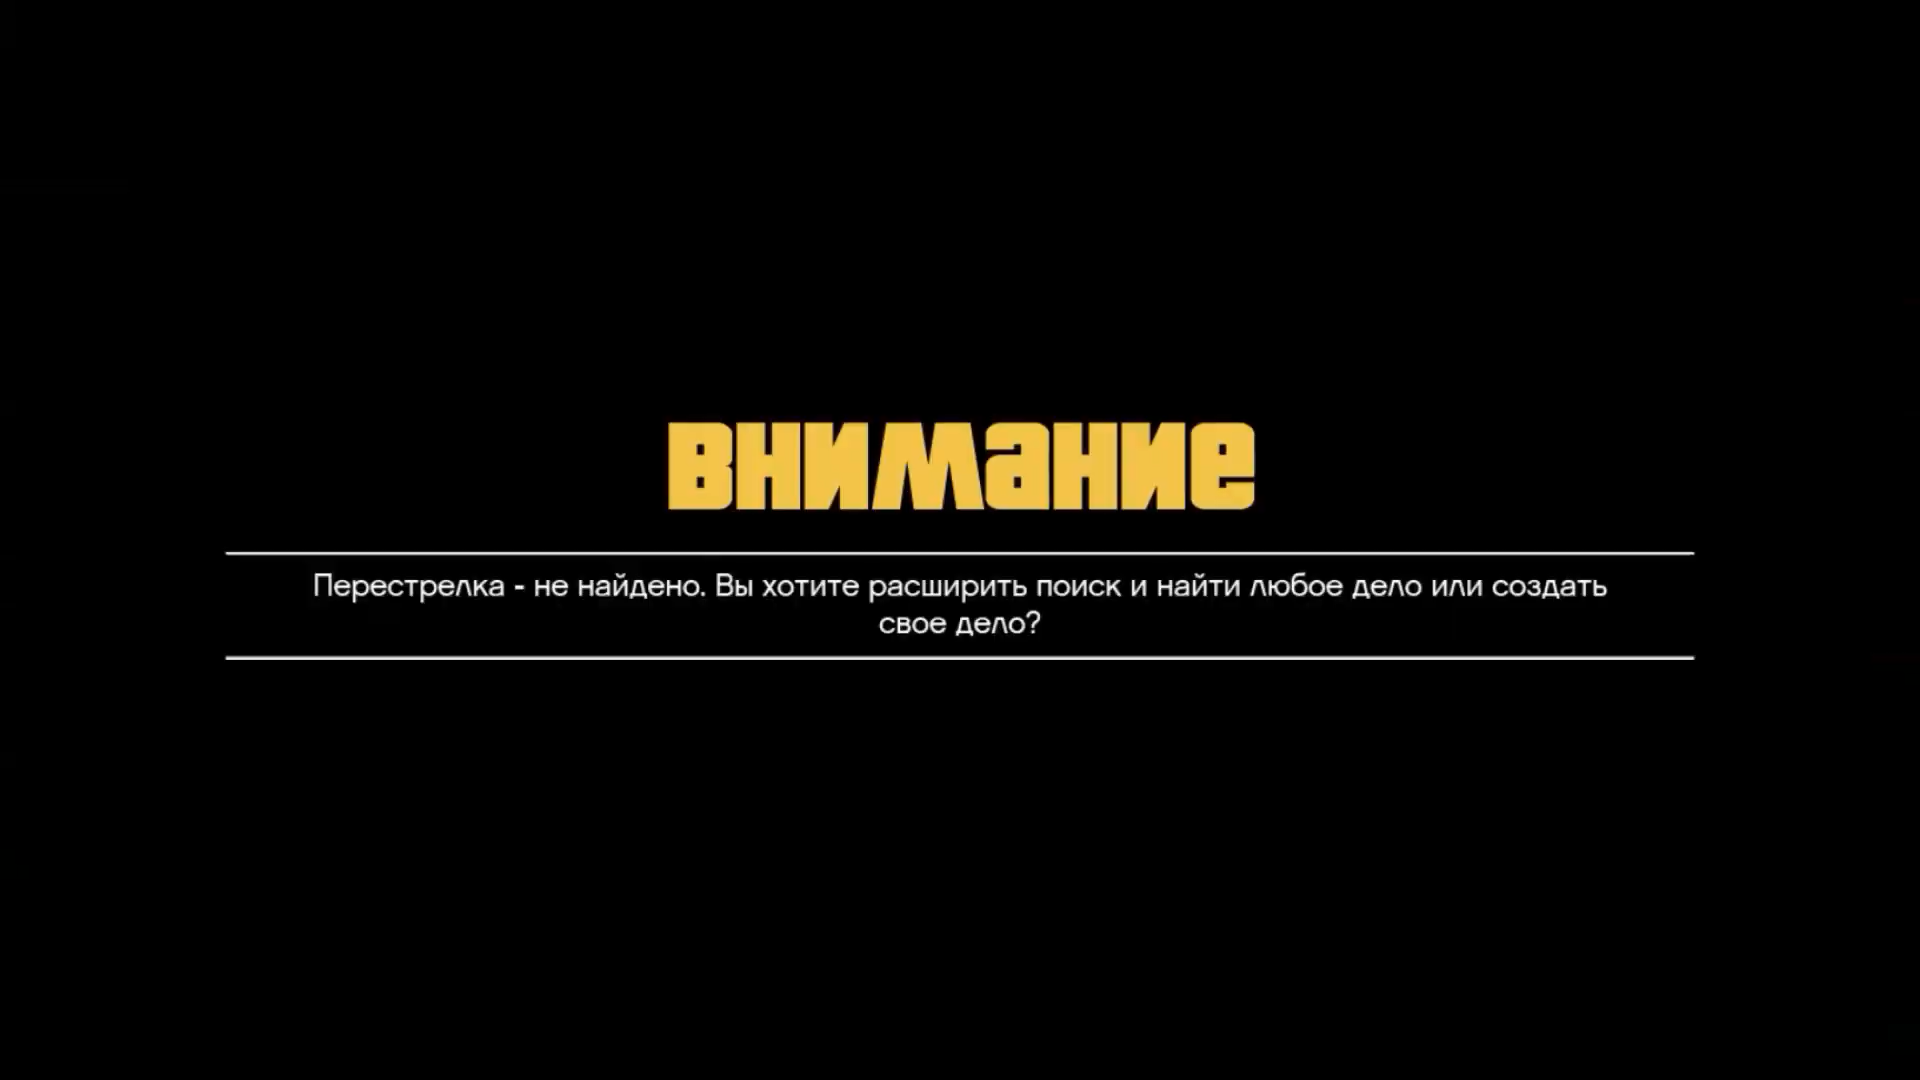 внимание
Перестрелка - не найдено. Вы хотите расширить поиск и найти любое дело или создать
свое дело?